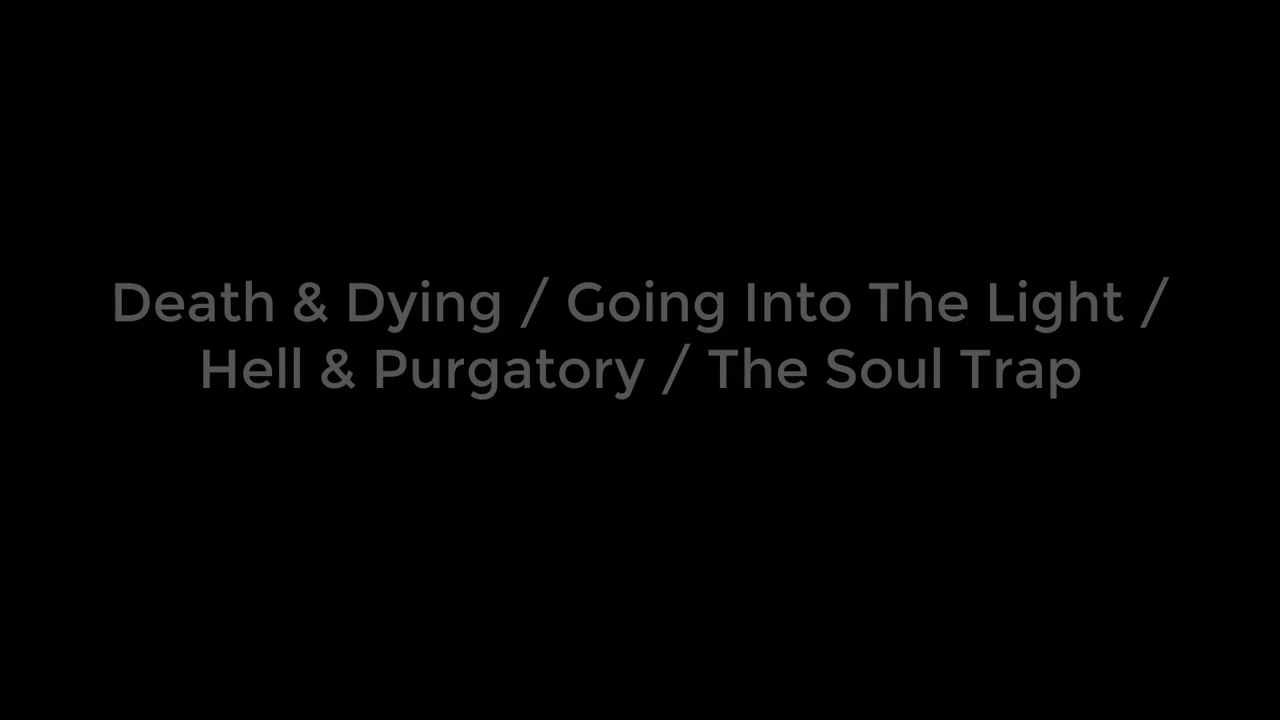 Death & Dying / Going Into The Light /
Hell & Purgatory / The Soul Trap